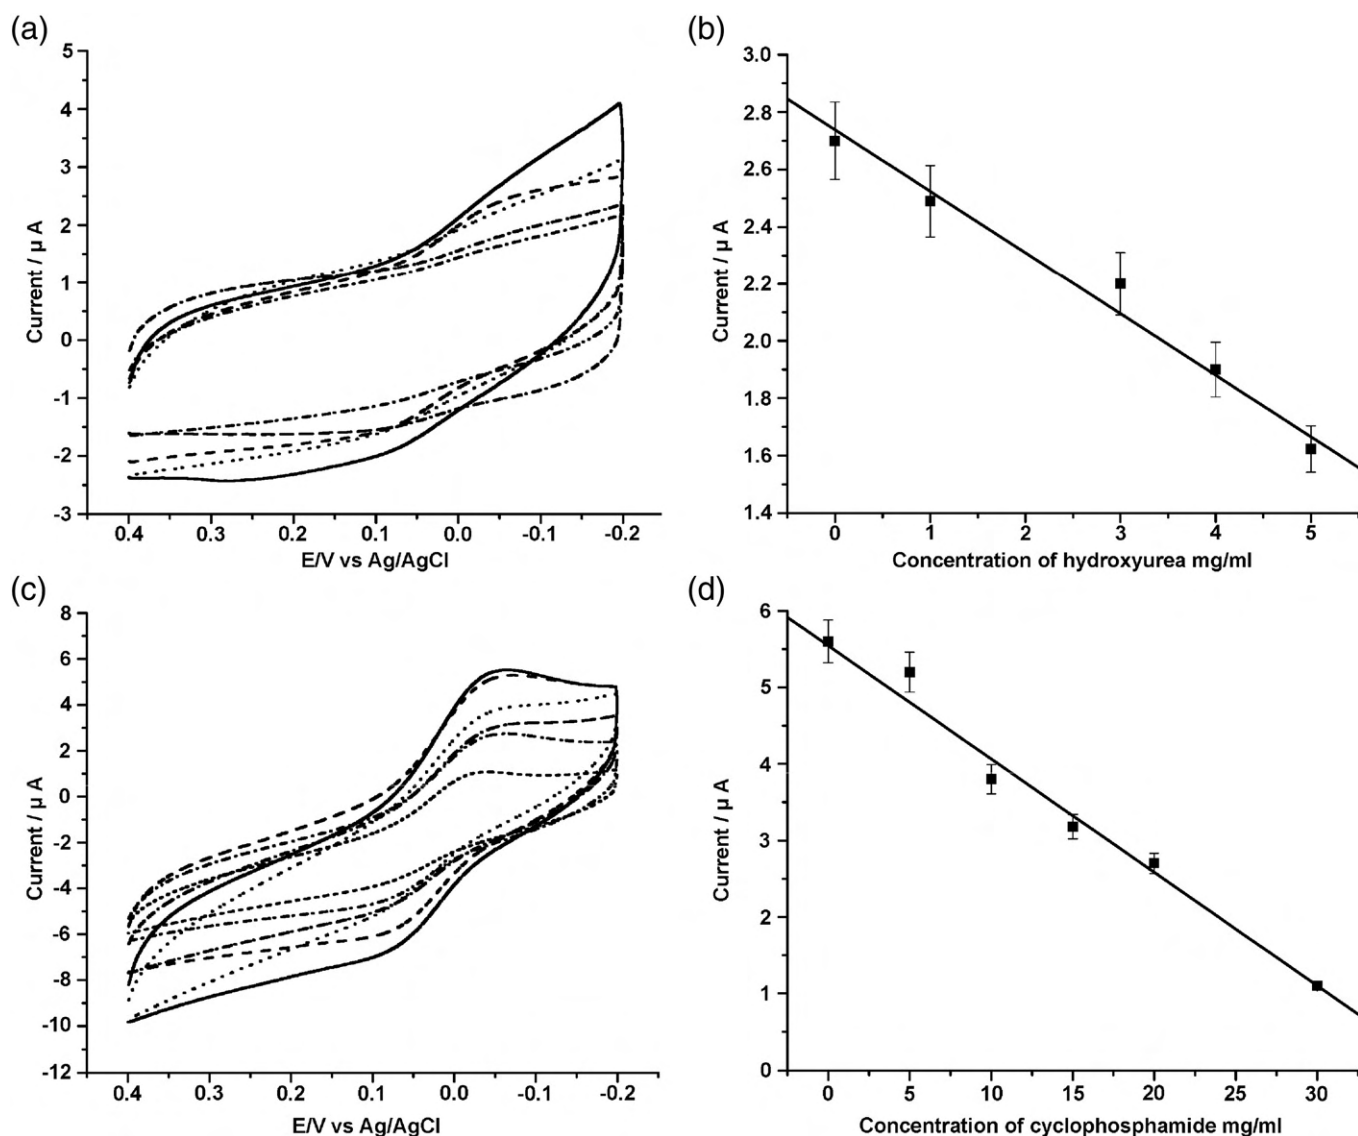 (a)
5
4
3
2
1
0
-1
-2
-3
Current / µ A
0.4 0.3 0.2 0.1 0.0 -0.1 -0.2
E/V vs Ag/AgCl
(b)
3.0
2.8
2.6
2.4
2.2
2.0
1.8
1.6
1.4
Current / µ A
0 1 2 3 4 5
Concentration of hydroxyurea mg/ml
(c)
8
6
4
2
0
-2
-4
-6
-8
-10
-12
Current / µ A
0.4 0.3 0.2 0.1 0.0 -0.1 -0.2
E/V vs Ag/AgCl
(d)
6
5
4
3
2
1
0
Current / µ A
0 5 10 15 20 25 30
Concentration of cyclophosphamide mg/ml